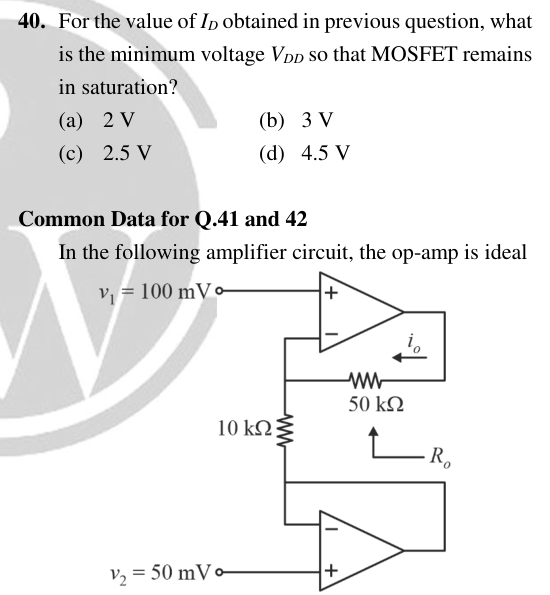 40. For the value of I_D obtained in previous question, what
is the minimum voltage V_DD so that MOSFET remains
in saturation?
(a) 2 V (b) 3 V
(c) 2.5 V (d) 4.5 V
Common Data for Q.41 and 42
In the following amplifier circuit, the op-amp is ideal
v₁ = 100 mV
+
−
i_o
50 kΩ
10 kΩ
R_o
−
v₂ = 50 mV
+